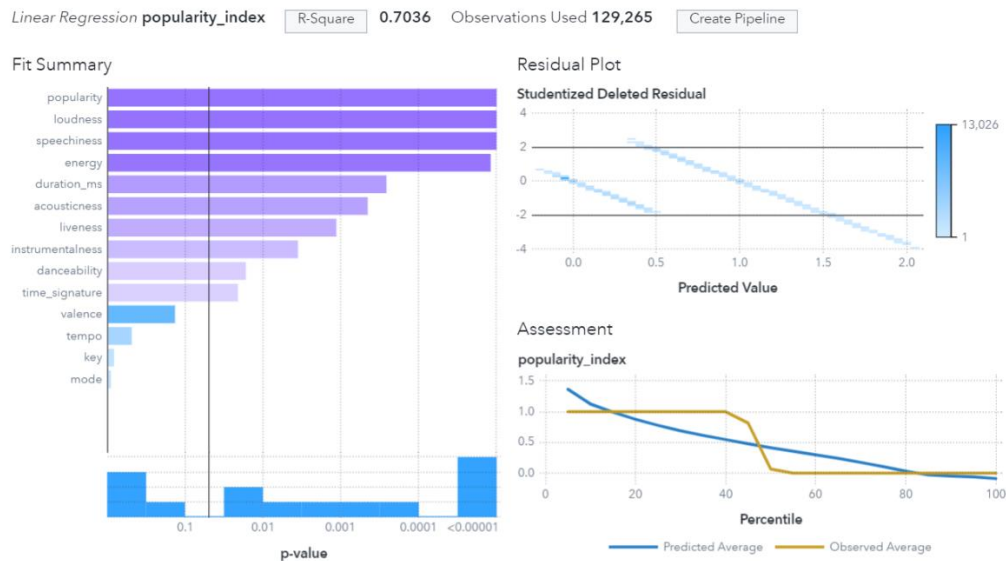 Linear Regression popularity_index R-Square 0.7036 Observations Used 129,265 Create Pipeline
Fit Summary
popularity
loudness
speechiness
energy
duration_ms
acousticness
liveness
instrumentalness
danceability
time_signature
valence
tempo
key
mode
0.1 0.01 0.001 0.0001 <0.00001
p-value
Residual Plot
Studentized Deleted Residual
4
2
0
-2
-4
0.0 0.5 1.0 1.5 2.0
Predicted Value
13,026
1
Assessment
popularity_index
1.5
1.0
0.5
0.0
0 20 40 60 80 100
Percentile
Predicted Average Observed Average